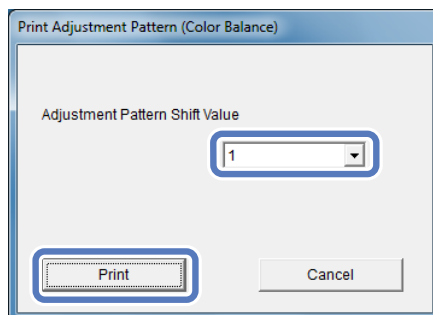 Print Adjustment Pattern (Color Balance)
Adjustment Pattern Shift Value
1
Print Cancel